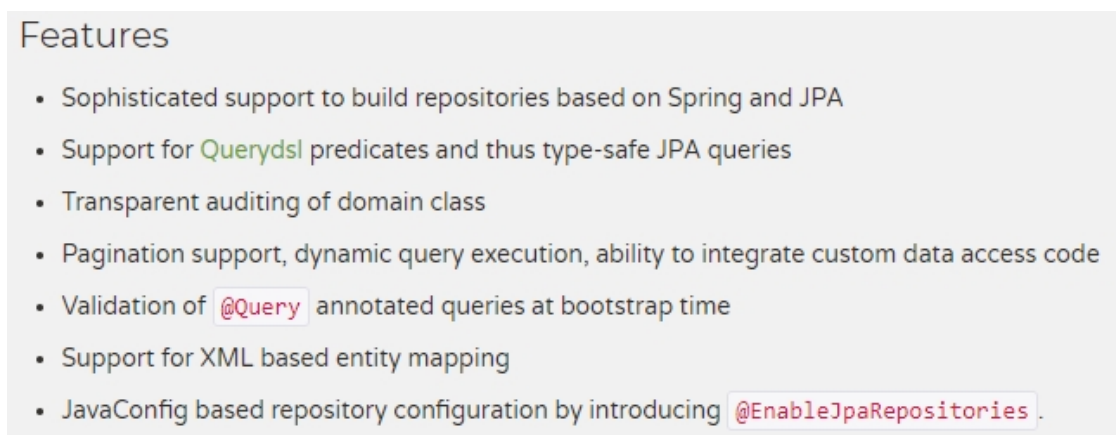 Features
• Sophisticated support to build repositories based on Spring and JPA
• Support for Querydsl predicates and thus type-safe JPA queries
• Transparent auditing of domain class
• Pagination support, dynamic query execution, ability to integrate custom data access code
• Validation of @Query annotated queries at bootstrap time
• Support for XML based entity mapping
• JavaConfig based repository configuration by introducing @EnableJpaRepositories.